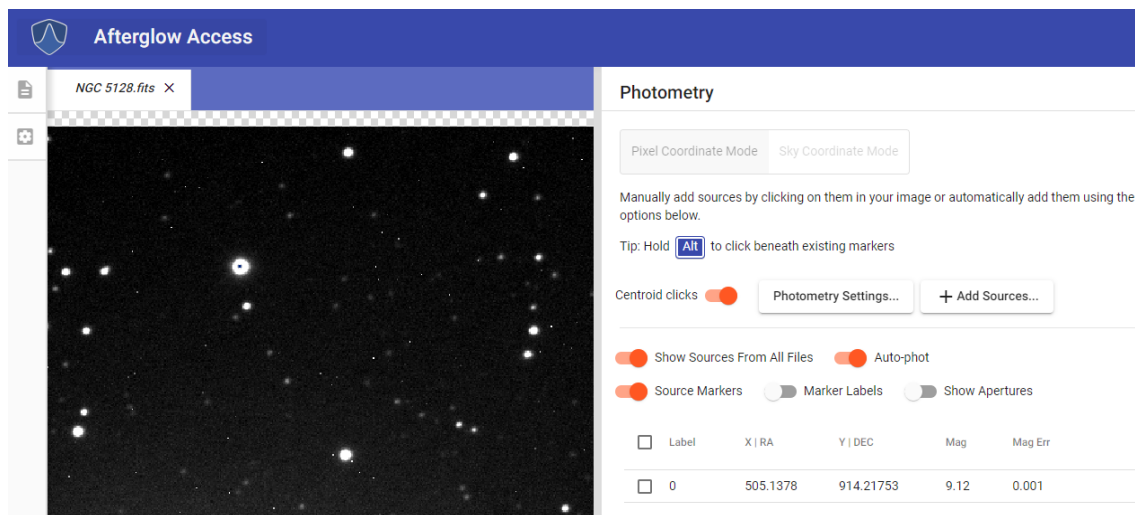 Afterglow Access
NGC 5128.fits ×
Photometry
Pixel Coordinate Mode Sky Coordinate Mode
Manually add sources by clicking on them in your image or automatically add them using the
options below.
Tip: Hold Alt to click beneath existing markers
Centroid clicks Photometry Settings... + Add Sources...
Show Sources From All Files Auto-phot
Source Markers Marker Labels Show Apertures
Label X | RA Y | DEC Mag Mag Err
0 505.1378 914.21753 9.12 0.001